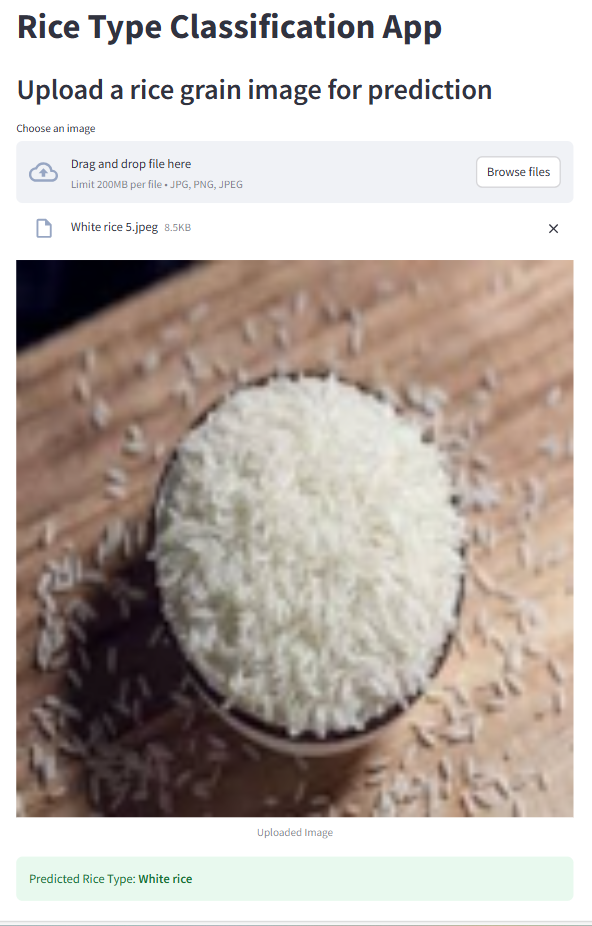 Rice Type Classification App
Upload a rice grain image for prediction
Choose an image
Drag and drop file here
Limit 200MB per file • JPG, PNG, JPEG
Browse files
White rice 5.jpeg 8.5KB
Uploaded Image
Predicted Rice Type: White rice